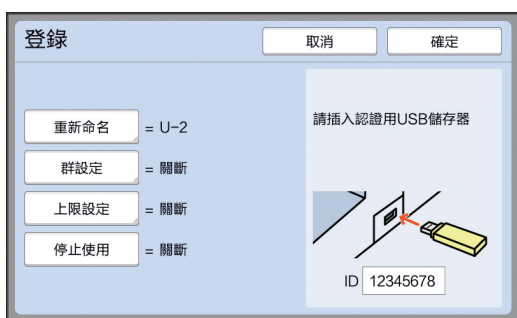 登錄
取消
確定
重新命名 = U-2
群設定 = 關斷
上限設定 = 關斷
停止使用 = 關斷
請插入認證用USB儲存器
ID 12345678